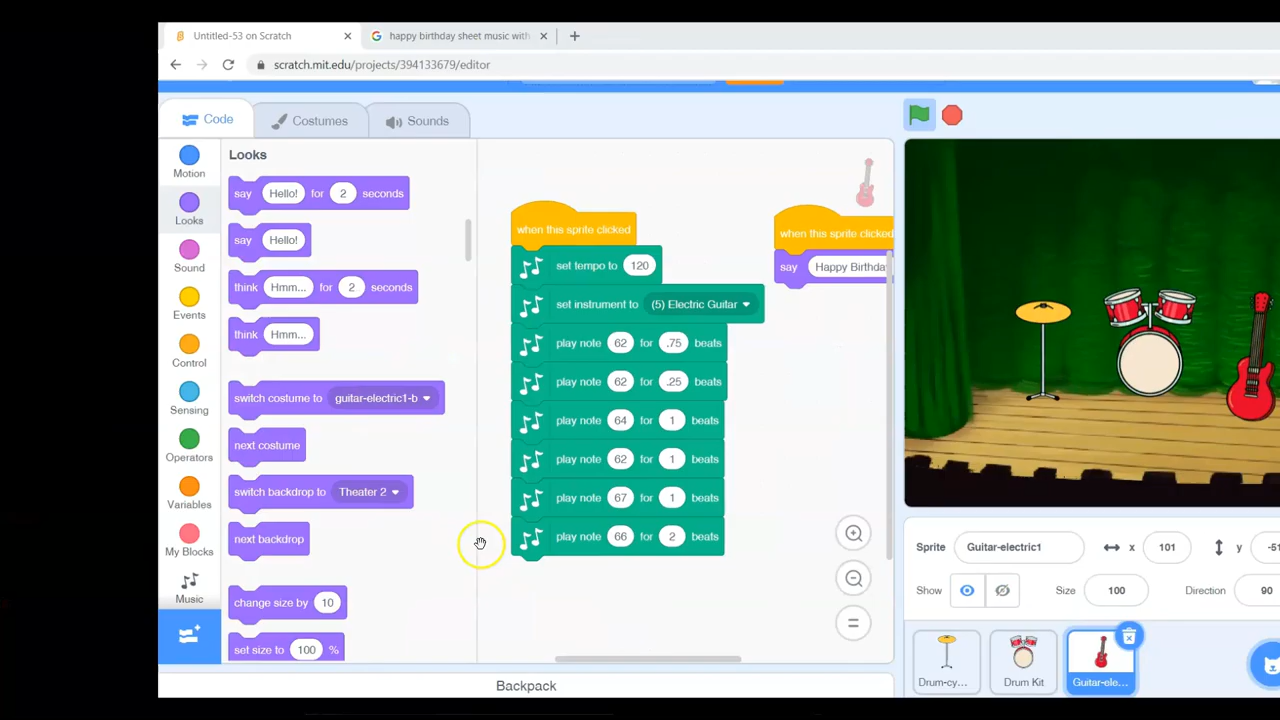 Untitled-53 on Scratch
happy birthday sheet music with
scratch.mit.edu/projects/394133679/editor
Code
Costumes
Sounds
Motion
Looks
Sound
Events
Control
Sensing
Operators
Variables
My Blocks
Music
Looks
say Hello! for 2 seconds
say Hello!
think Hmm... for 2 seconds
think Hmm...
switch costume to guitar-electric1-b
next costume
switch backdrop to Theater 2
next backdrop
change size by 10
set size to 100 %
when this sprite clicked
set tempo to 120
set instrument to (5) Electric Guitar
play note 62 for .75 beats
play note 62 for .25 beats
play note 64 for 1 beats
play note 62 for 1 beats
play note 67 for 1 beats
play note 66 for 2 beats
when this sprite clicked
say Happy Birthda
Backpack
Sprite Guitar-electric1 x 101 y -51
Show Size 100 Direction 90
Drum-cy...
Drum Kit
Guitar-ele...